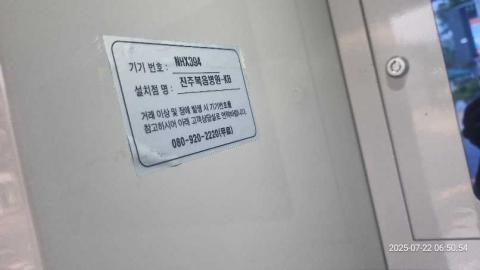 기기 번호 : NHX394
설치점 명 : 진주복음병원-KB
거래 이상 및 장애 발생 시 기기번호를
참고하시어 아래 고객상담실로 연락바랍니다.
080-920-2220(무료)
2025-07-22 06:50:54